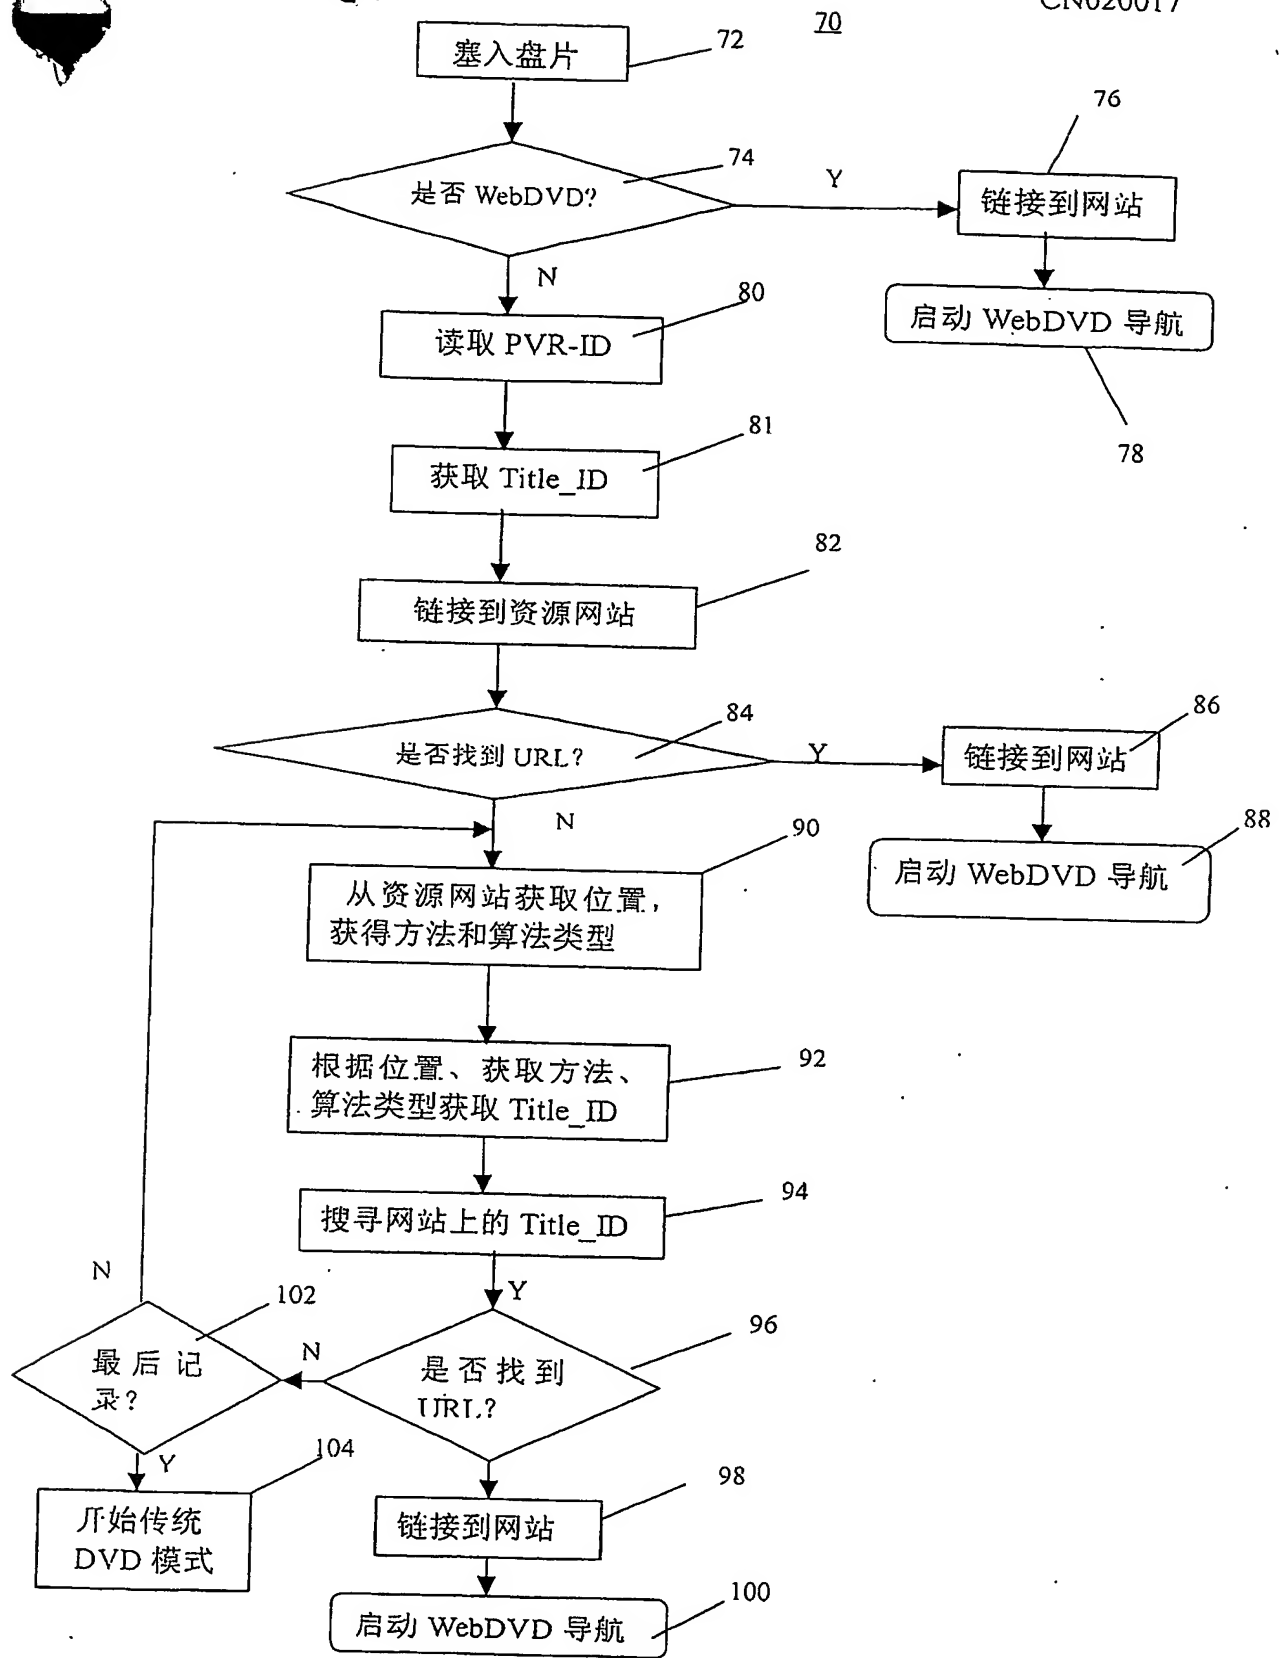 CN020017
70
塞入盘片
72
是否 WebDVD?
74
Y
链接到网站
76
启动 WebDVD 导航
78
N
读取 PVR-ID
80
获取 Title_ID
81
链接到资源网站
82
是否找到 URL?
84
Y
链接到网站
86
启动 WebDVD 导航
88
N
从资源网站获取位置，
获得方法和算法类型
90
根据位置、获取方法、
算法类型获取 Title_ID
92
搜寻网站上的 Title_ID
94
Y
是否找到
URL?
96
N
最后记
录?
102
N
Y
开始传统
DVD 模式
104
链接到网站
98
启动 WebDVD 导航
100